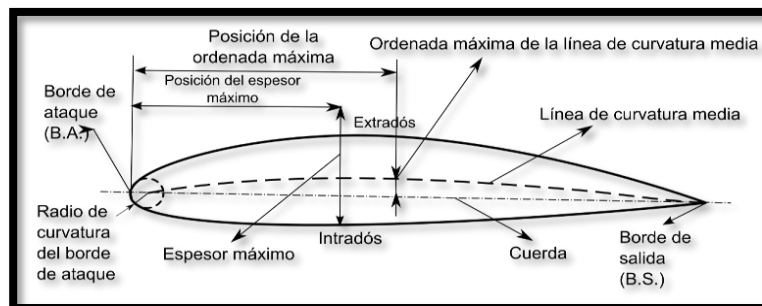 Posición de la
ordenada máxima
Ordenada máxima de la línea de curvatura media
Posición del espesor
máximo
Borde de
ataque
(B.A.)
Extradós
Línea de curvatura media
Radio de
curvatura
del borde
de ataque
Espesor máximo
Intradós
Cuerda
Borde de
salida
(B.S.)